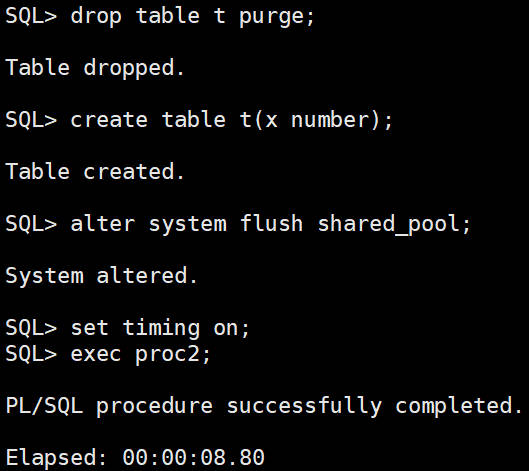 SQL> drop table t purge;
Table dropped.
SQL> create table t(x number);
Table created.
SQL> alter system flush shared_pool;
System altered.
SQL> set timing on;
SQL> exec proc2;
PL/SQL procedure successfully completed.
Elapsed: 00:00:08.80